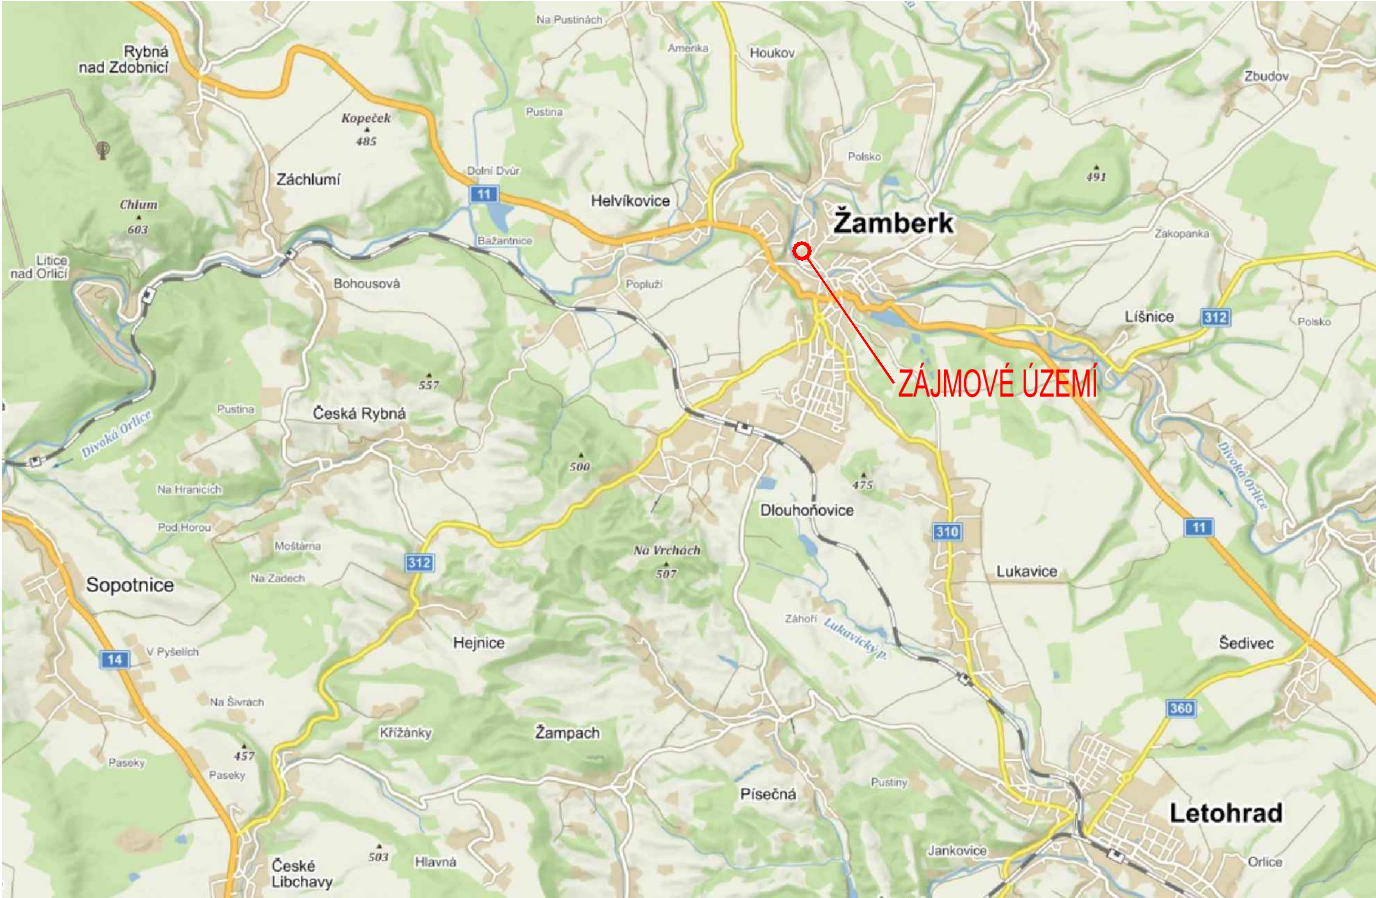 Na Pustinách
Rybná
nad Zdobnicí
Amerika
Houkov
Zbudov
Kopeček
485
Pustina
Polsko
491
Dolní Dvůr
11
Záchlumí
Helvíkovice
Chlum
603
Žamberk
Zakopanka
Bažantnice
Litice
nad Orlicí
Bohousová
Popluží
Líšnice
312
Polsko
557
ZÁJMOVÉ ÚZEMÍ
Pustina
Česká Rybná
Divoká Orlice
500
475
Divoká Orlice
Na Hranicích
Dlouhoňovice
Pod Horou
11
310
Moštárna
Na Vrchách
507
312
Na Zadech
Lukavice
Sopotnice
Záhoří
Lukavický p.
Hejnice
Šedivec
V Pyšelích
14
Na Šivrách
360
Křížánky
Žampach
457
Paseky
Paseky
Pustiny
Písečná
Letohrad
503
Hlavná
Jankovice
Orlice
České
Libchavy